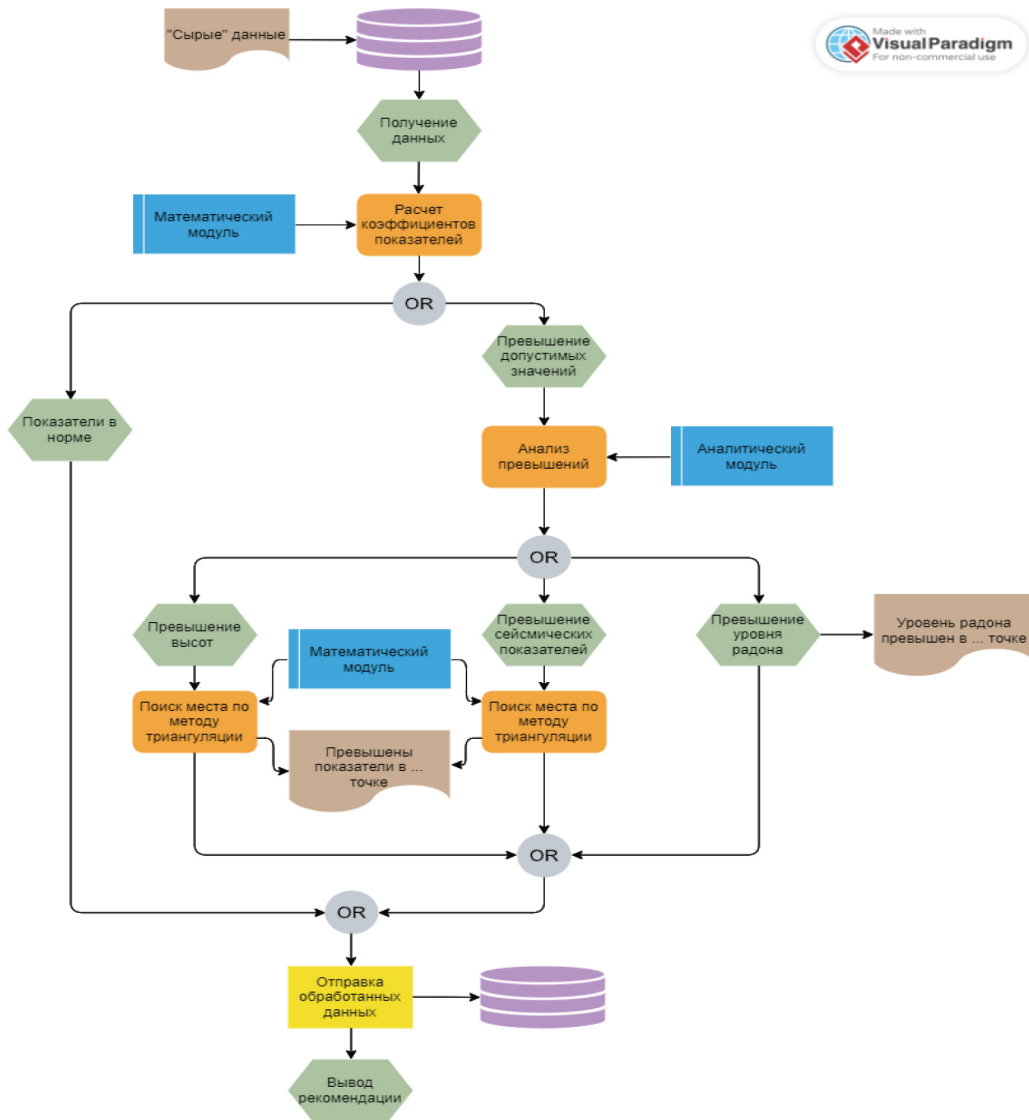 "Сырые" данные
Made with
Visual Paradigm
For non-commercial use
Получение
данных
Математический
модуль
Расчет
коэффициентов
показателей
OR
Превышение
допустимых
значений
Показатели в
норме
Анализ
превышений
Аналитический
модуль
OR
Превышение
высот
Превышение
сейсмических
показателей
Превышение
уровня
радона
Уровень радона
превышен в ... точке
Математический
модуль
Поиск места по
методу
триангуляции
Поиск места по
методу
триангуляции
Превышены
показатели в ...
точке
OR
OR
Отправка
обработанных
данных
Вывод
рекомендации